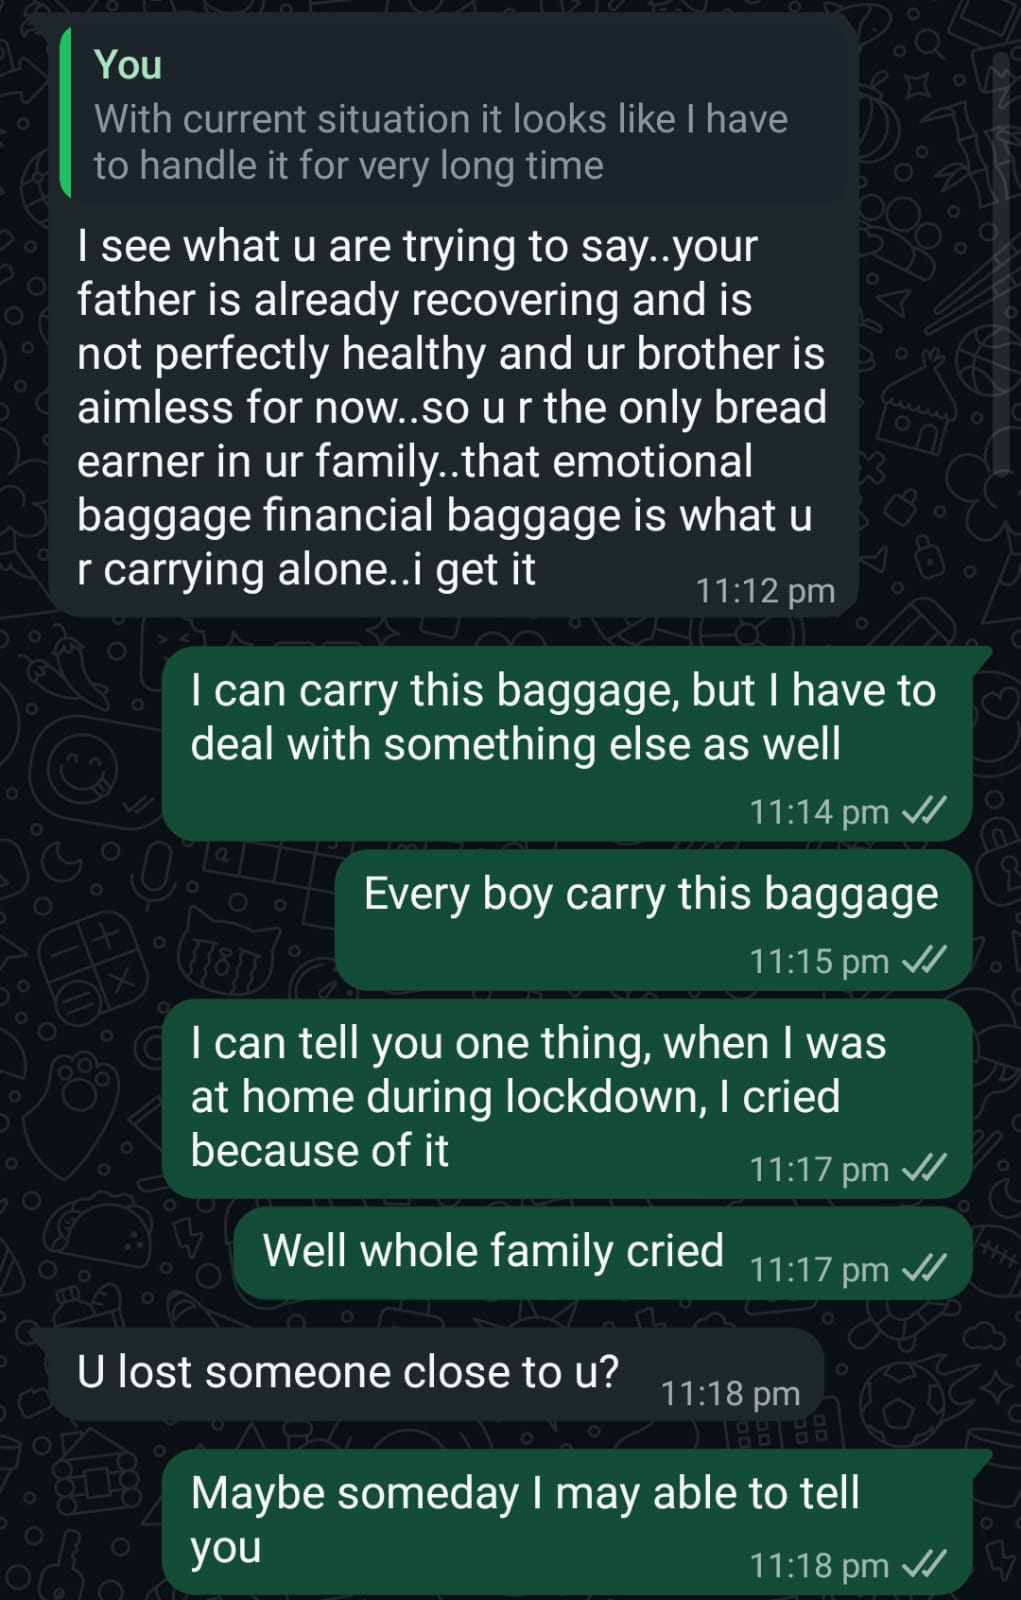 You
With current situation it looks like I have
to handle it for very long time
I see what u are trying to say..your
father is already recovering and is
not perfectly healthy and ur brother is
aimless for now..so u r the only bread
earner in ur family..that emotional
baggage financial baggage is what u
r carrying alone..i get it
11:12 pm
I can carry this baggage, but I have to
deal with something else as well
11:14 pm
Every boy carry this baggage
11:15 pm
I can tell you one thing, when I was
at home during lockdown, I cried
because of it
11:17 pm
Well whole family cried
11:17 pm
U lost someone close to u?
11:18 pm
Maybe someday I may able to tell
you
11:18 pm